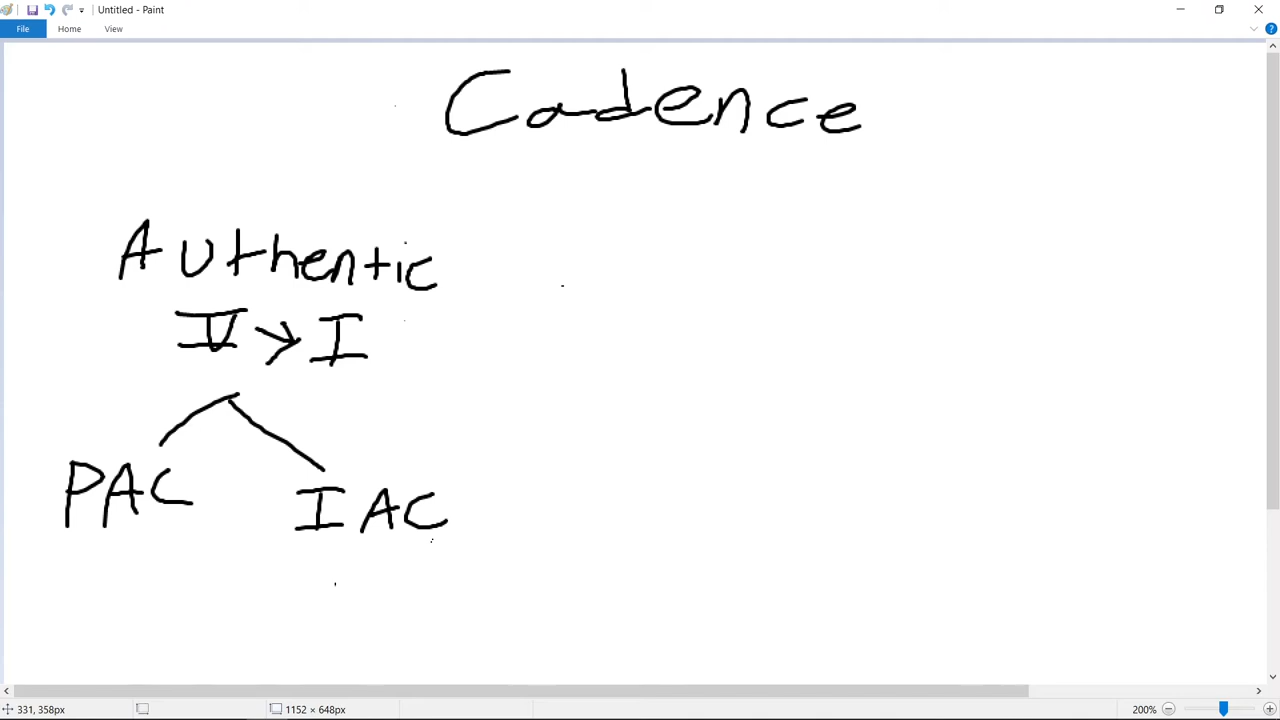 Untitled - Paint
File Home View
Cadence
Authentic
V → I
PAC IAC
331, 358px 1152 × 648px 200%